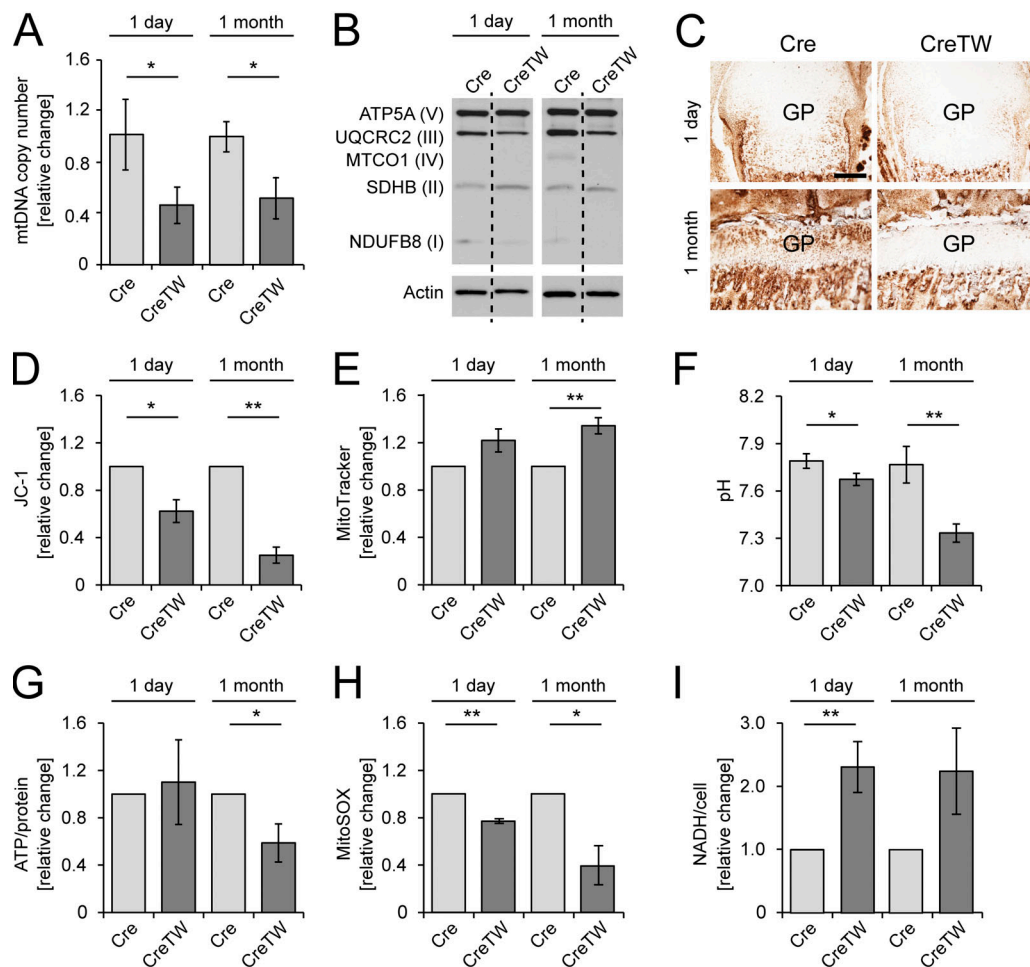 A
1 day
1 month
mtDNA copy number
[relative change]
1.6
1.2
0.8
0.4
0
*
*
Cre
CreTW
Cre
CreTW
B
1 day
1 month
Cre
CreTW
Cre
CreTW
ATP5A (V)
UQCRC2 (III)
MTCO1 (IV)
SDHB (II)
NDUFB8 (I)
Actin
C
Cre
CreTW
1 day
GP
GP
1 month
GP
GP
D
1 day
1 month
JC-1
[relative change]
1.6
1.2
0.8
0.4
0
*
**
Cre
CreTW
Cre
CreTW
E
1 day
1 month
MitoTracker
[relative change]
1.6
1.2
0.8
0.4
0
**
Cre
CreTW
Cre
CreTW
F
1 day
1 month
pH
8.2
7.9
7.6
7.3
7.0
*
**
Cre
CreTW
Cre
CreTW
G
1 day
1 month
ATP/protein
[relative change]
1.6
1.2
0.8
0.4
0
*
Cre
CreTW
Cre
CreTW
H
1 day
1 month
MitoSOX
[relative change]
1.6
1.2
0.8
0.4
0
**
*
Cre
CreTW
Cre
CreTW
I
1 day
1 month
NADH/cell
[relative change]
3.0
2.0
1.0
0
**
Cre
CreTW
Cre
CreTW